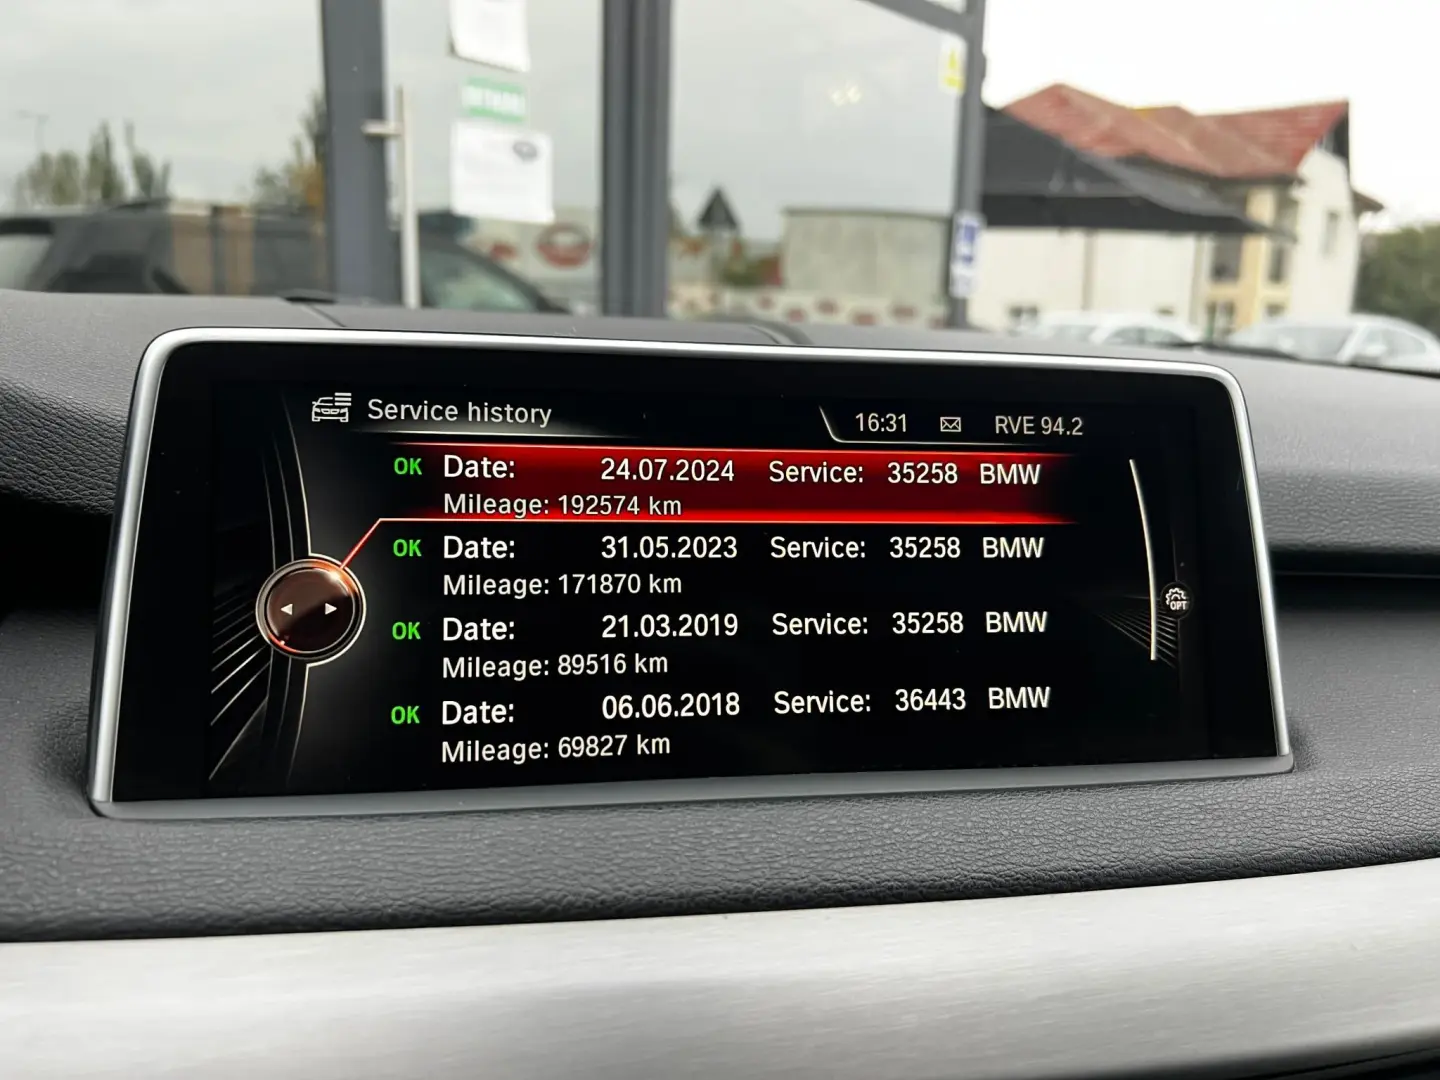 Service history
16:31 RVE 94.2
OK Date: 24.07.2024 Service: 35258 BMW
Mileage: 192574 km
OK Date: 31.05.2023 Service: 35258 BMW
Mileage: 171870 km
OK Date: 21.03.2019 Service: 35258 BMW
Mileage: 89516 km
OK Date: 06.06.2018 Service: 36443 BMW
Mileage: 69827 km
OPT